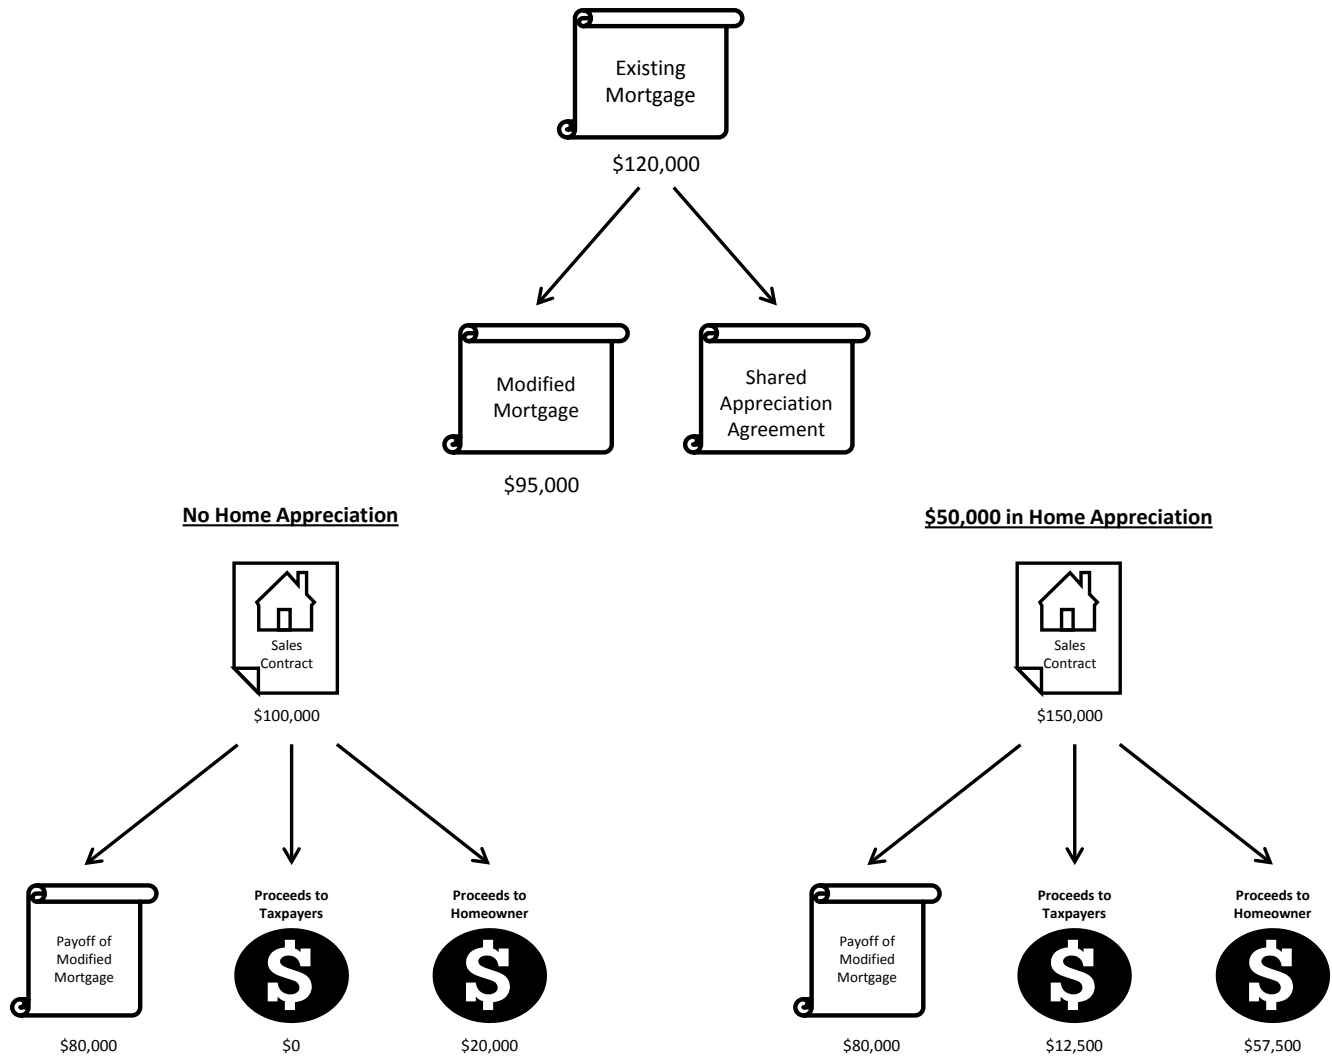 Existing
Mortgage
$120,000
Modified
Mortgage
$95,000
Shared
Appreciation
Agreement
No Home Appreciation
Sales
Contract
$100,000
Payoff of
Modified
Mortgage
$80,000
Proceeds to
Taxpayers
$
$0
Proceeds to
Homeowner
$
$20,000
$50,000 in Home Appreciation
Sales
Contract
$150,000
Payoff of
Modified
Mortgage
$80,000
Proceeds to
Taxpayers
$
$12,500
Proceeds to
Homeowner
$
$57,500